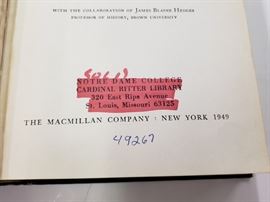 WITH THE COLLABORATION OF JAMES BLAINE HEDGES
PROFESSOR OF HISTORY, BROWN UNIVERSITY
SOLD
NOTRE DAME COLLEGE
CARDINAL RITTER LIBRARY
320 East Ripa Avenue
St. Louis, Missouri 63125
THE MACMILLAN COMPANY : NEW YORK 1949
49267